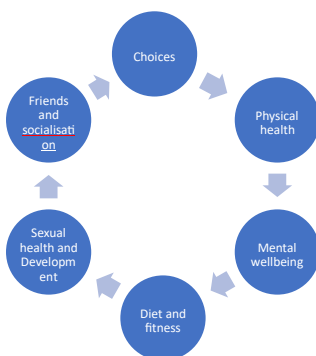 Choices
Physical
health
Mental
wellbeing
Diet and
fitness
Sexual
health and
Developm
ent
Friends
and
socialisati
on